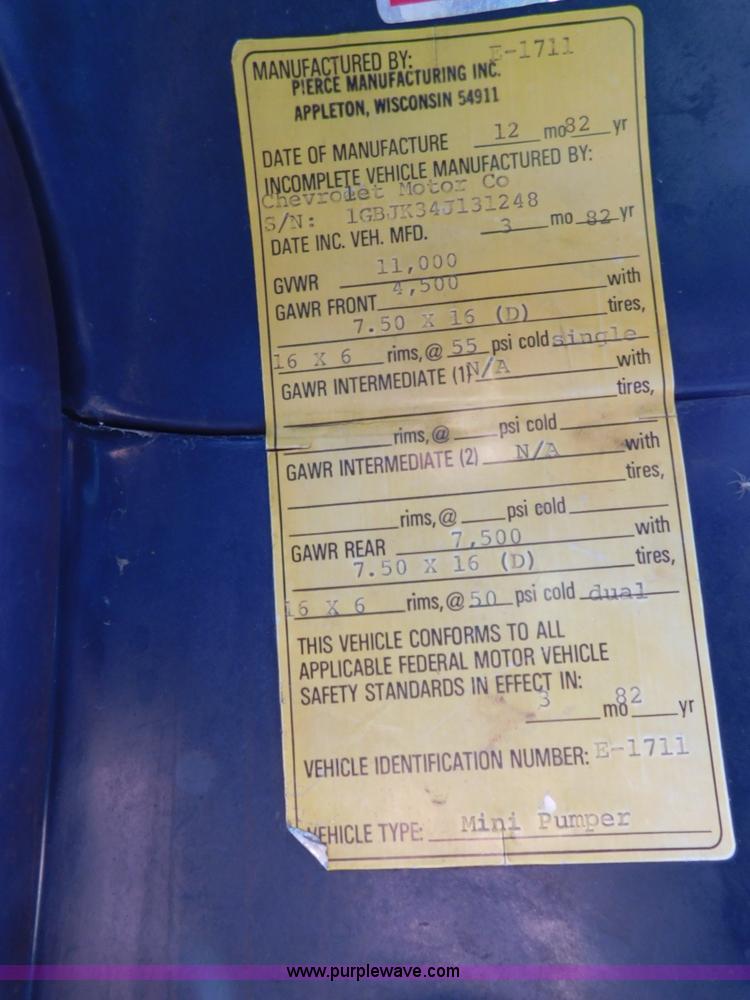 MANUFACTURED BY: E-1711
PIERCE MANUFACTURING INC.
APPLETON, WISCONSIN 54911
DATE OF MANUFACTURE 12 mo 82 yr
INCOMPLETE VEHICLE MANUFACTURED BY:
Chevrolet Motor Co
S/N: 1GBJK34J131248
DATE INC. VEH. MFD. 3 mo 82 yr
GVWR 11,000
GAWR FRONT 4,500 with
7.50 X 16 (D) tires,
16 X 6 rims, @ 55 psi cold single
GAWR INTERMEDIATE (1) N/A with
tires,
rims, @ psi cold
GAWR INTERMEDIATE (2) N/A with
tires,
rims, @ psi cold
GAWR REAR 7,500 with
7.50 X 16 (D) tires,
16 X 6 rims, @ 50 psi cold dual
THIS VEHICLE CONFORMS TO ALL
APPLICABLE FEDERAL MOTOR VEHICLE
SAFETY STANDARDS IN EFFECT IN:
3 mo 82 yr
VEHICLE IDENTIFICATION NUMBER: E-1711
VEHICLE TYPE: Mini Pumper
www.purplewave.com